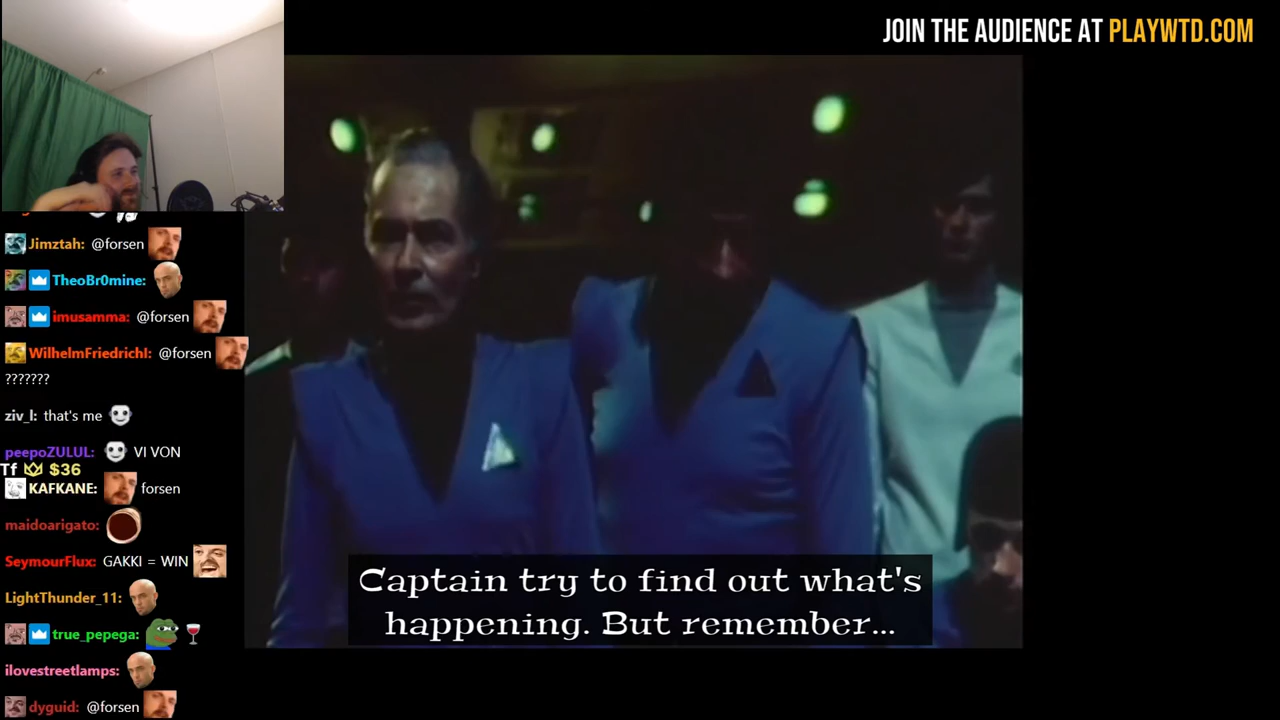 JOIN THE AUDIENCE AT PLAYWTD.COM
Jimztah: @forsen
TheoBr0mine:
imusamma: @forsen
WilhelmFriedrichI: @forsen
???????
ziv_l: that's me
peepoZULUL: VI VON
Tf $36
KAFKANE: forsen
maidoarigato:
SeymourFlux: GAKKI = WIN
LightThunder_11:
true_pepega:
ilovestreetlamps:
dyguid: @forsen
Captain try to find out what's
happening. But remember...